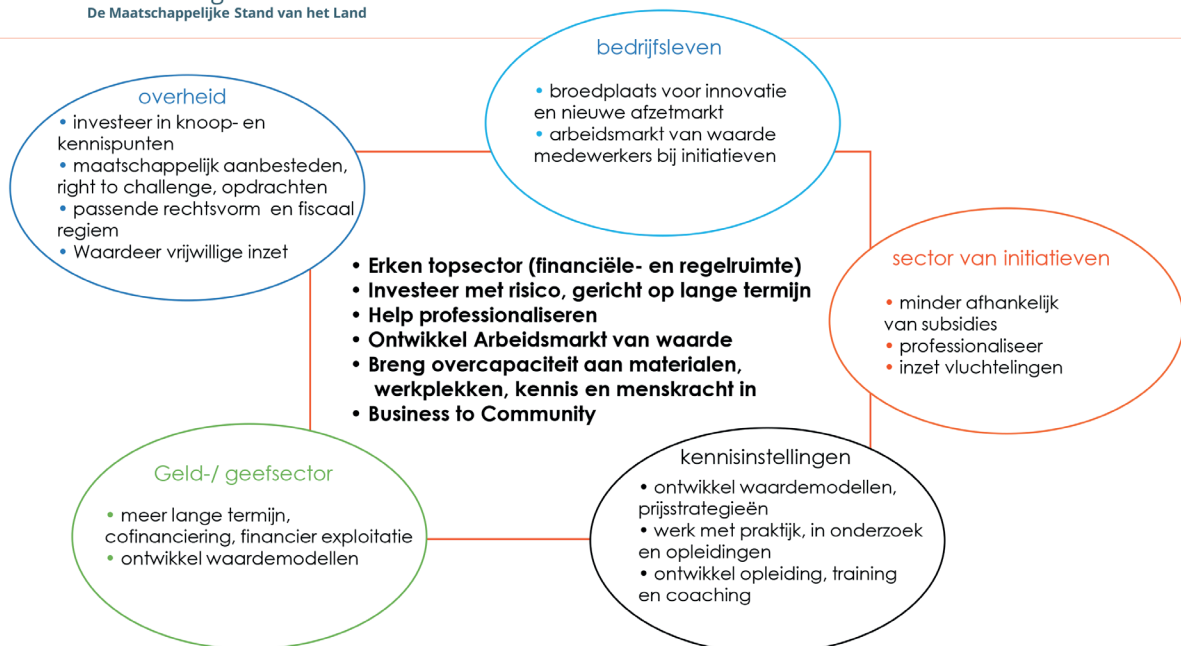 De Maatschappelijke Stand van het Land
bedrijfsleven
• broedplaats voor innovatie
en nieuwe afzetmarkt
• arbeidsmarkt van waarde
medewerkers bij initiatieven
overheid
• investeer in knoop- en
kennispunten
• maatschappelijk aanbesteden,
right to challenge, opdrachten
• passende rechtsvorm en fiscaal
regiem
• Waardeer vrijwillige inzet
sector van initiatieven
• minder afhankelijk
van subsidies
• professionaliseer
• inzet vluchtelingen
• Erken topsector (financiële- en regelruimte)
• Investeer met risico, gericht op lange termijn
• Help professionaliseren
• Ontwikkel Arbeidsmarkt van waarde
• Breng overcapaciteit aan materialen,
werkplekken, kennis en menskracht in
• Business to Community
Geld-/ geefsector
• meer lange termijn,
cofinanciering, financier exploitatie
• ontwikkel waardemodellen
kennisinstellingen
• ontwikkel waardemodellen,
prijsstrategieën
• werk met praktijk, in onderzoek
en opleidingen
• ontwikkel opleiding, training
en coaching